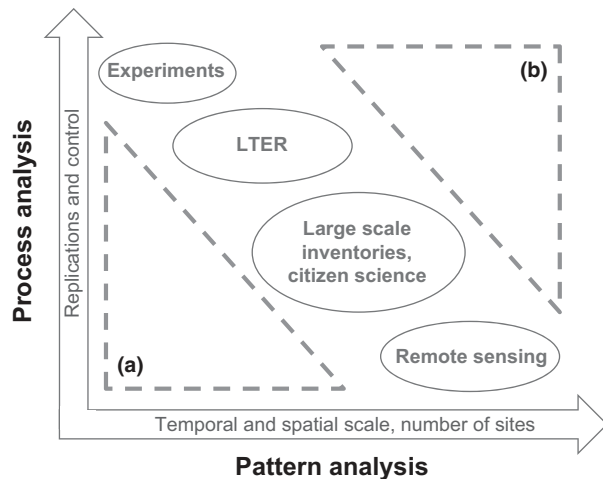 Experiments
(b)
LTER
Large scale
inventories,
citizen science
Remote sensing
(a)
Process analysis
Replications and control
Temporal and spatial scale, number of sites
Pattern analysis